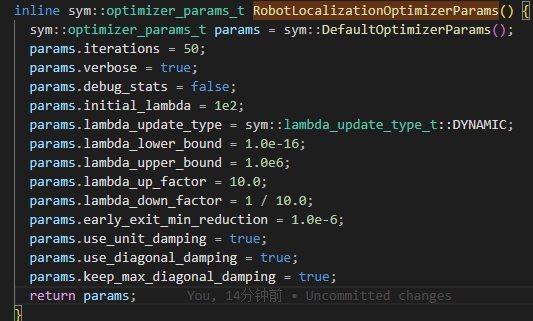 inline sym::optimizer_params_t RobotLocalizationOptimizerParams() {
sym::optimizer_params_t params = sym::DefaultOptimizerParams();
params.iterations = 50;
params.verbose = true;
params.debug_stats = false;
params.initial_lambda = 1e2;
params.lambda_update_type = sym::lambda_update_type_t::DYNAMIC;
params.lambda_lower_bound = 1.0e-16;
params.lambda_upper_bound = 1.0e6;
params.lambda_up_factor = 10.0;
params.lambda_down_factor = 1 / 10.0;
params.early_exit_min_reduction = 1.0e-6;
params.use_unit_damping = true;
params.use_diagonal_damping = true;
params.keep_max_diagonal_damping = true;
return params; You, 14分钟前 • Uncommitted changes
}